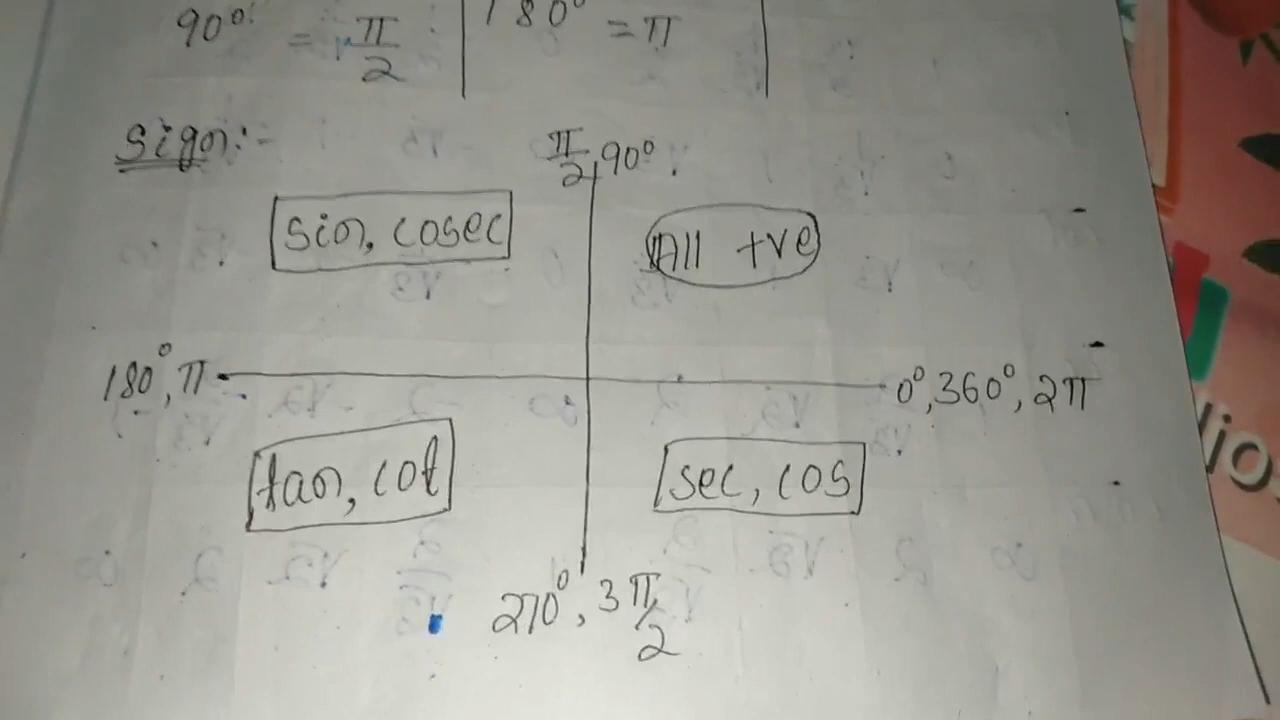 90° = π/2 | 180° = π
Sign:-
π/2, 90°
sin, cosec
All +ve
180°, π
0°, 360°, 2π
tan, cot
sec, cos
270°, 3π/2